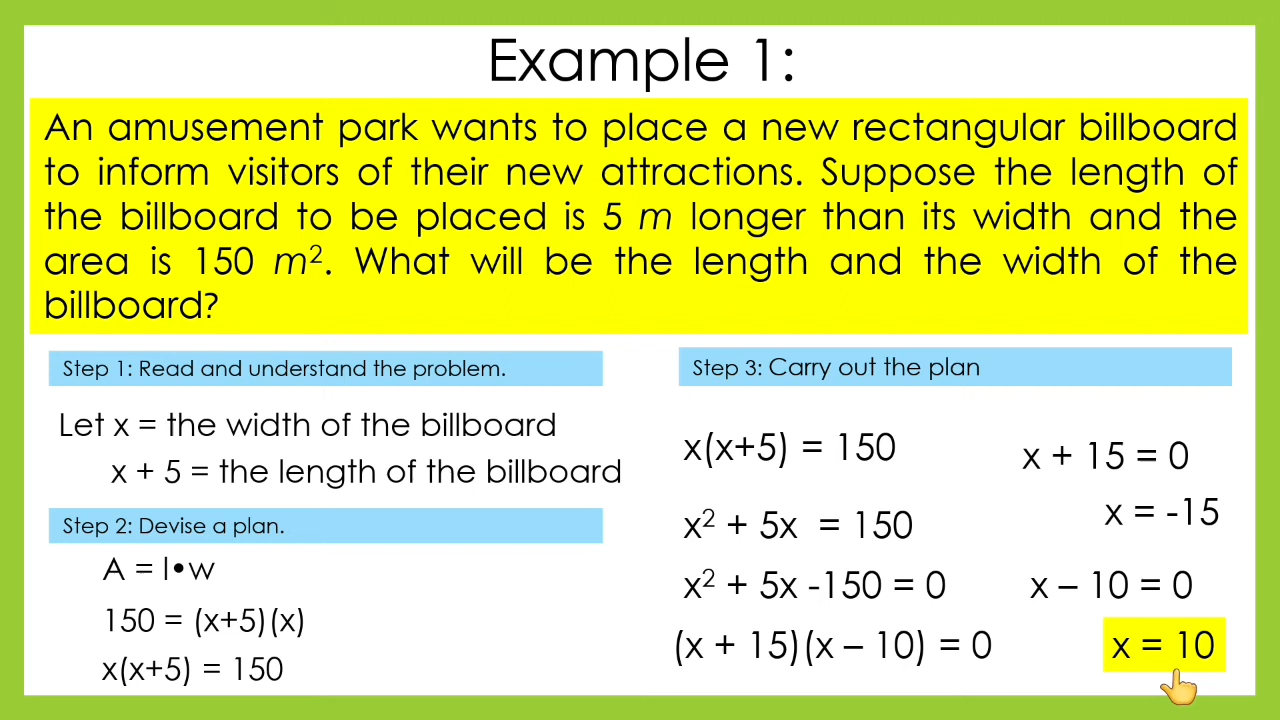 Example 1:
An amusement park wants to place a new rectangular billboard
to inform visitors of their new attractions. Suppose the length of
the billboard to be placed is 5 m longer than its width and the
area is 150 m². What will be the length and the width of the
billboard?
Step 1: Read and understand the problem.
Let x = the width of the billboard
x + 5 = the length of the billboard
Step 2: Devise a plan.
A = l•w
150 = (x+5)(x)
x(x+5) = 150
Step 3: Carry out the plan
x(x+5) = 150
x² + 5x = 150
x² + 5x -150 = 0
(x + 15)(x – 10) = 0
x + 15 = 0
x = -15
x – 10 = 0
x = 10